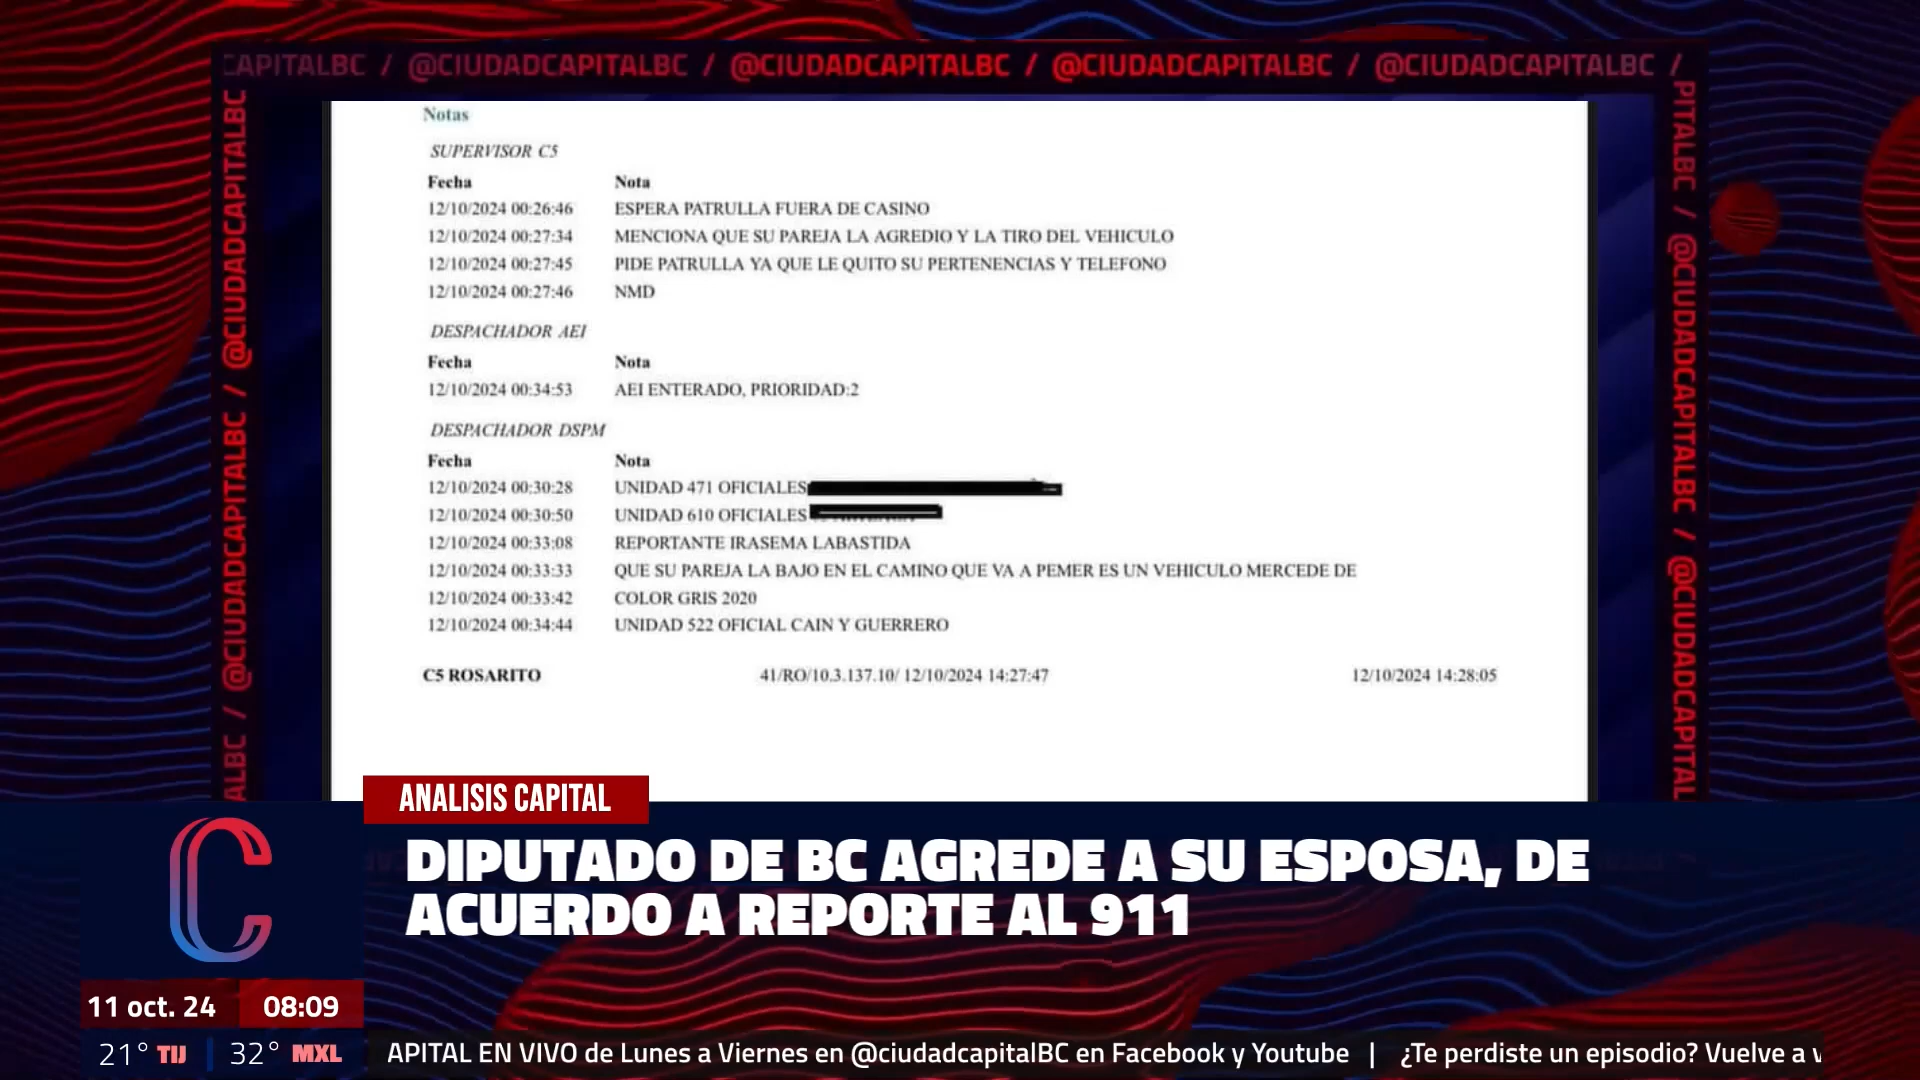 CAPITALBC / @CIUDADCAPITALBC / @CIUDADCAPITALBC / @CIUDADCAPITALBC / @CIUDADCAPITALBC /
ALBC / @CIUDADCAPITALBC / @CIUDADCAPITALBC
PITALBC / @CIUDADCAPITALBC / @CIUDADCAPITAL
Notas
SUPERVISOR C5
Fecha Nota
12/10/2024 00:26:46 ESPERA PATRULLA FUERA DE CASINO
12/10/2024 00:27:34 MENCIONA QUE SU PAREJA LA AGREDIO Y LA TIRO DEL VEHICULO
12/10/2024 00:27:45 PIDE PATRULLA YA QUE LE QUITO SU PERTENENCIAS Y TELEFONO
12/10/2024 00:27:46 NMD
DESPACHADOR AEI
Fecha Nota
12/10/2024 00:34:53 AEI ENTERADO, PRIORIDAD:2
DESPACHADOR DSPM
Fecha Nota
12/10/2024 00:30:28 UNIDAD 471 OFICIALES
12/10/2024 00:30:50 UNIDAD 610 OFICIALES
12/10/2024 00:33:08 REPORTANTE IRASEMA LABASTIDA
12/10/2024 00:33:33 QUE SU PAREJA LA BAJO EN EL CAMINO QUE VA A PEMER ES UN VEHICULO MERCEDE DE
12/10/2024 00:33:42 COLOR GRIS 2020
12/10/2024 00:34:44 UNIDAD 522 OFICIAL CAIN Y GUERRERO
C5 ROSARITO 41/RO/10.3.137.10/ 12/10/2024 14:27:47 12/10/2024 14:28:05
ANALISIS CAPITAL
DIPUTADO DE BC AGREDE A SU ESPOSA, DE
ACUERDO A REPORTE AL 911
11 oct. 24 08:09
21° TIJ 32° MXL
APITAL EN VIVO de Lunes a Viernes en @ciudadcapitalBC en Facebook y Youtube | ¿Te perdiste un episodio? Vuelve a v